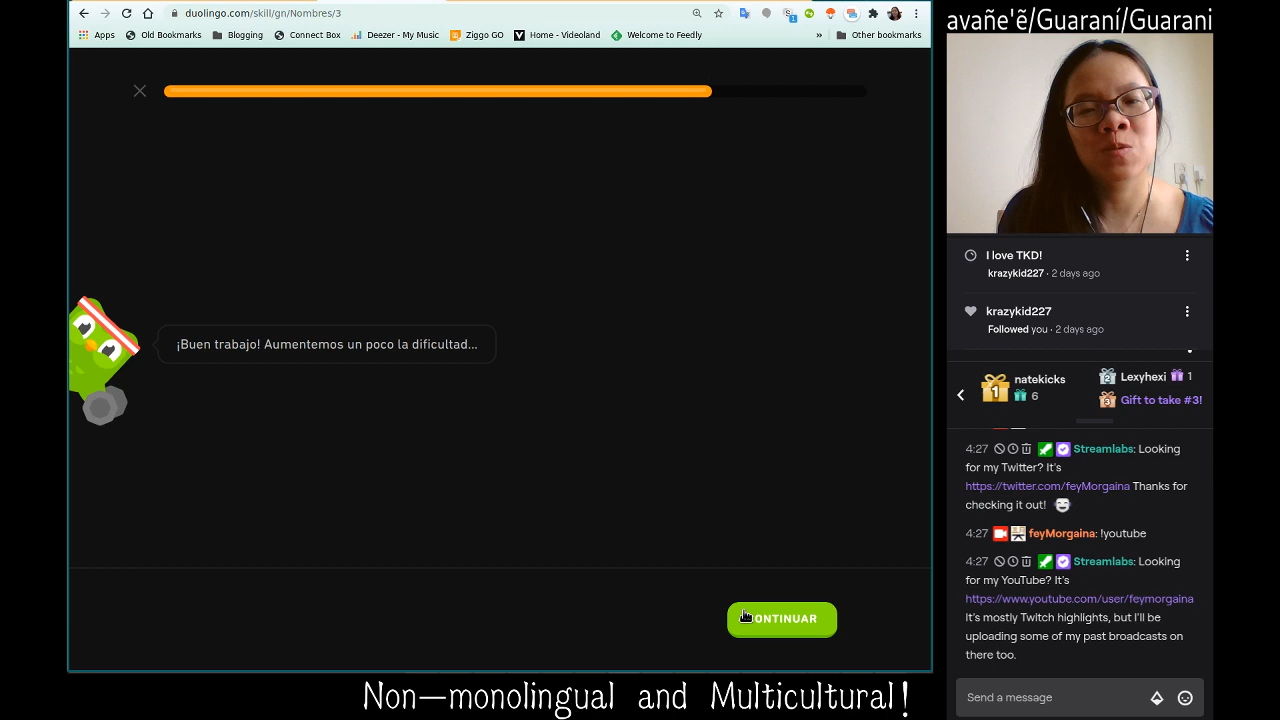 duolingo.com/skill/gn/Nombres/3
Apps
Old Bookmarks
Blogging
Connect Box
Deezer - My Music
Ziggo GO
Home - Videoland
Welcome to Feedly
»
Other bookmarks
¡Buen trabajo! Aumentemos un poco la dificultad...
CONTINUAR
avañe'ẽ/Guaraní/Guarani
I love TKD!
krazykid227 · 2 days ago
krazykid227
Followed you · 2 days ago
1 natekicks
6
Lexyhexi 1
Gift to take #3!
4:27 Streamlabs: Looking
for my Twitter? It's
https://twitter.com/feyMorgaina Thanks for
checking it out!
4:27 feyMorgaina: !youtube
4:27 Streamlabs: Looking
for my YouTube? It's
https://www.youtube.com/user/feymorgaina
It's mostly Twitch highlights, but I'll be
uploading some of my past broadcasts on
there too.
Send a message
Non-monolingual and Multicultural!